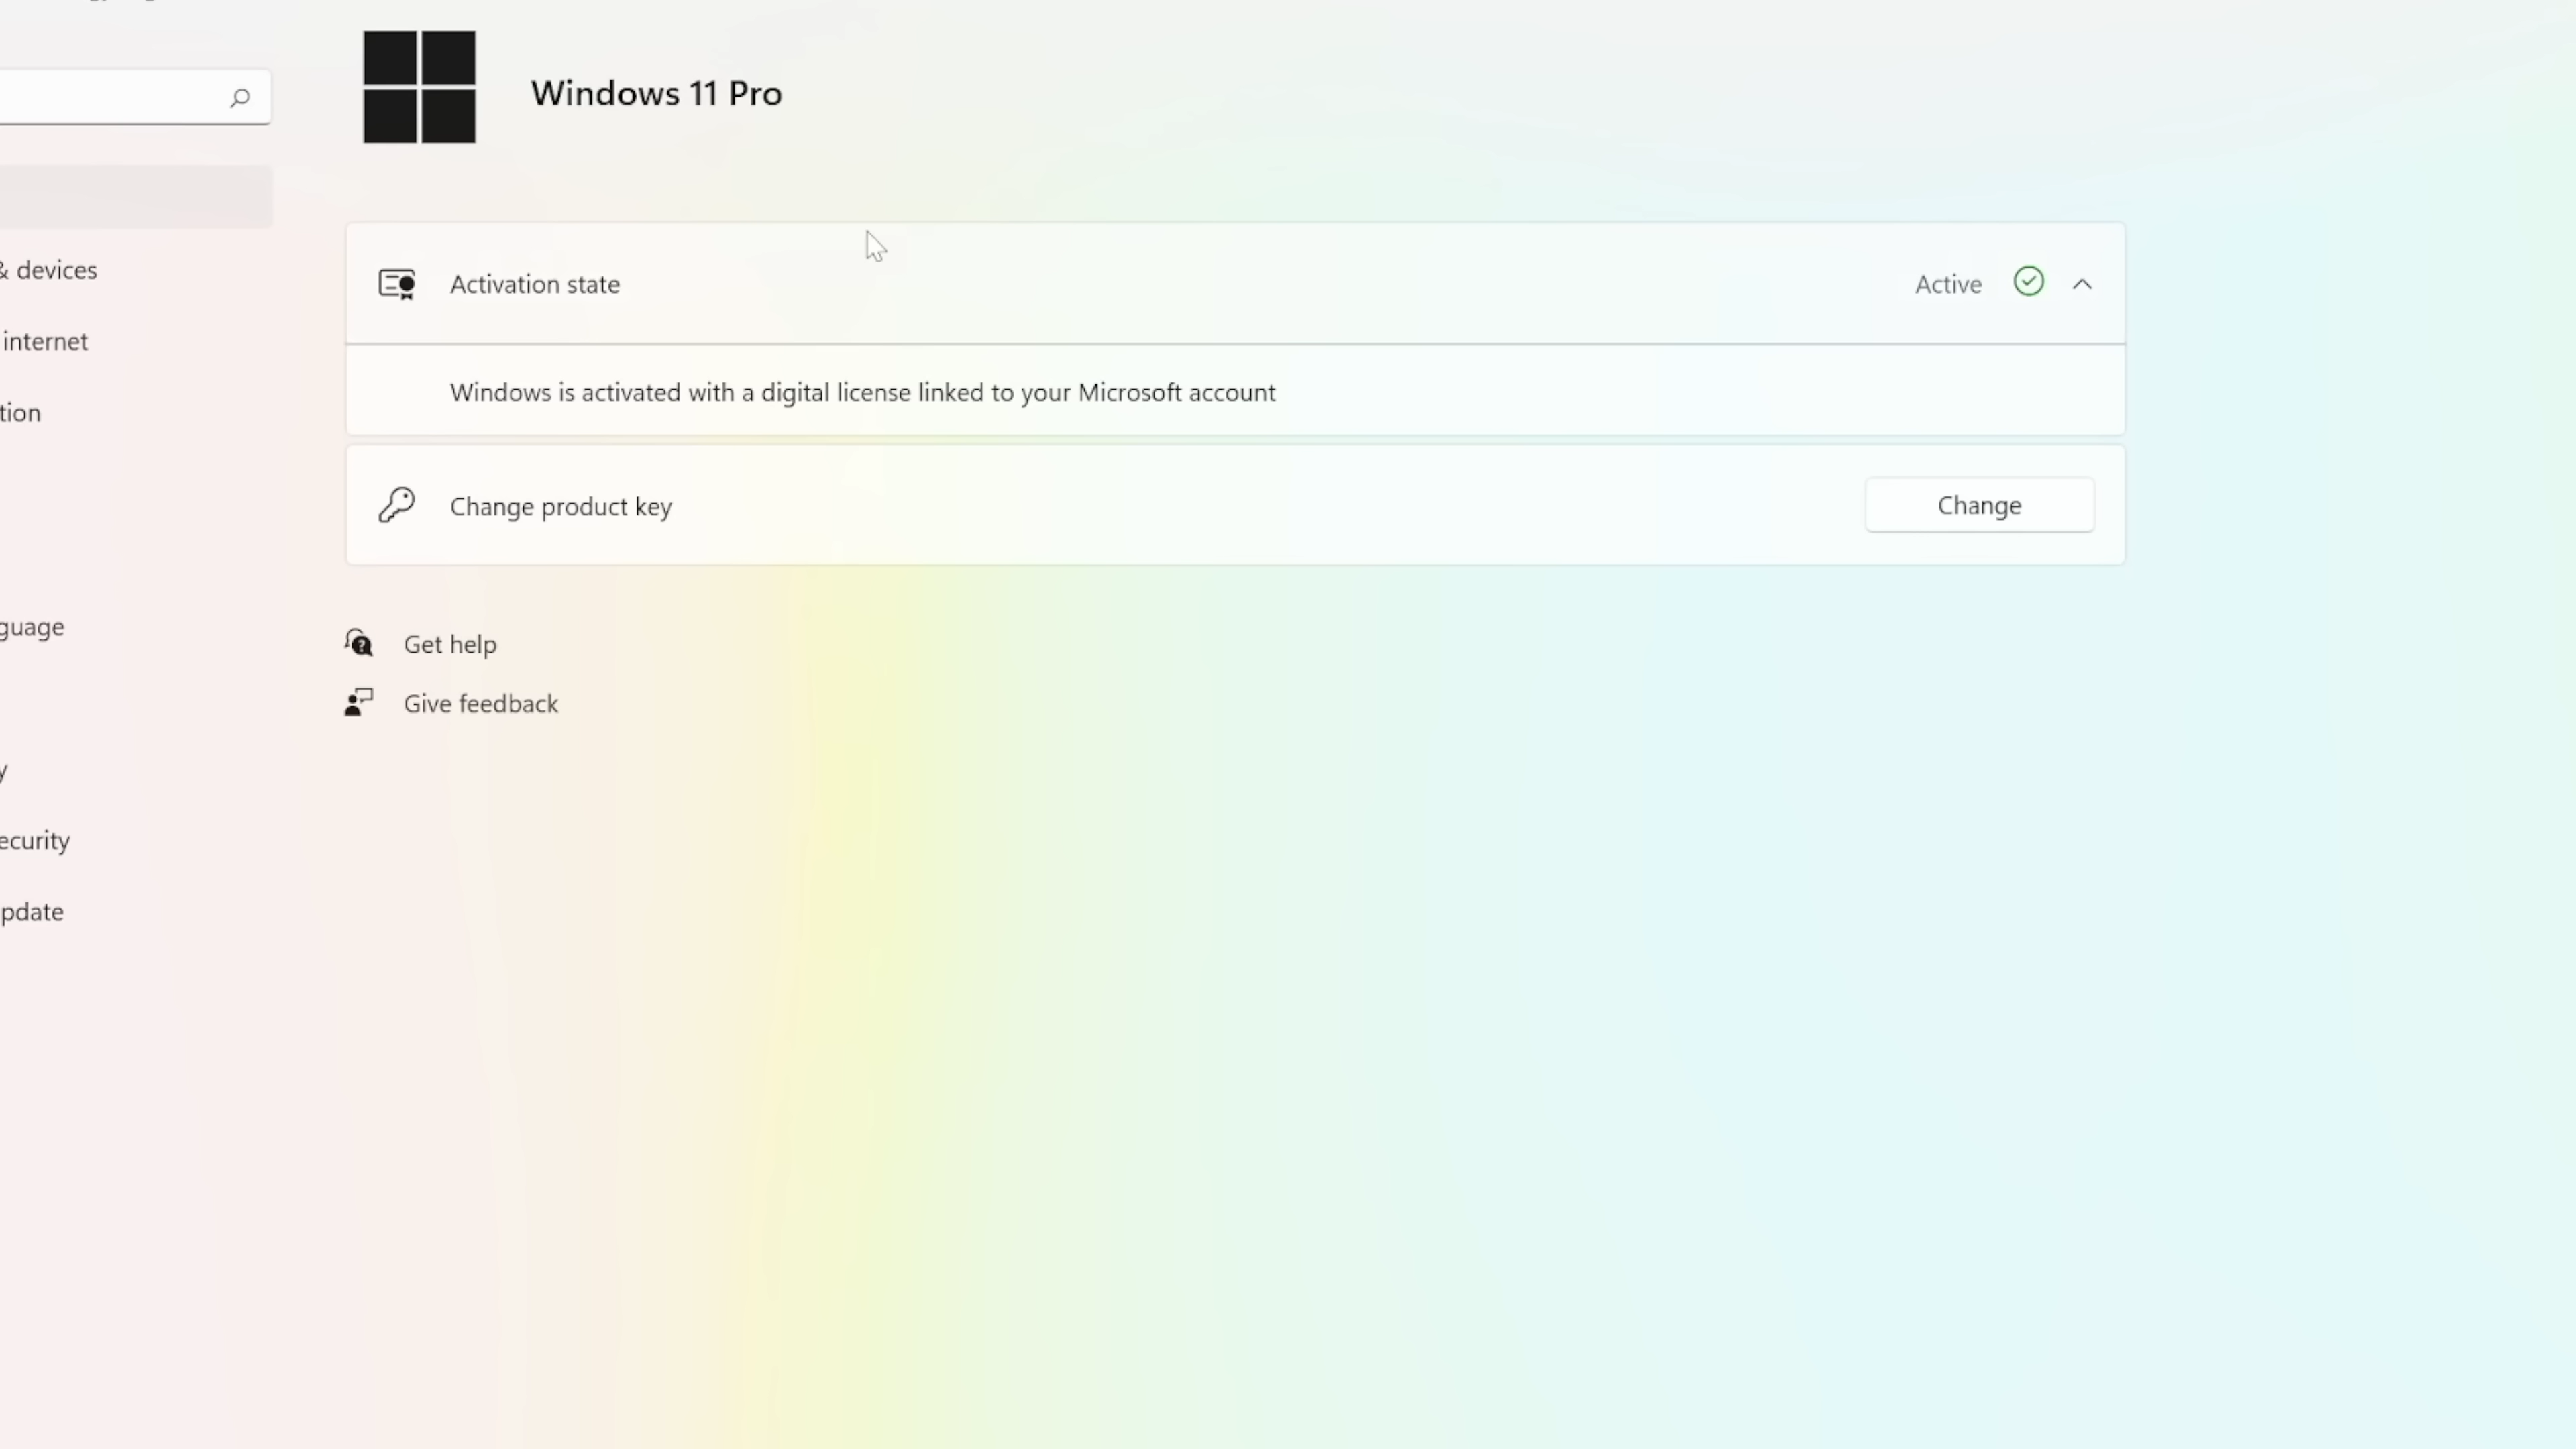 Windows 11 Pro
& devices
internet
tion
guage
y
ecurity
pdate
Activation state
Active
Windows is activated with a digital license linked to your Microsoft account
Change product key
Change
Get help
Give feedback